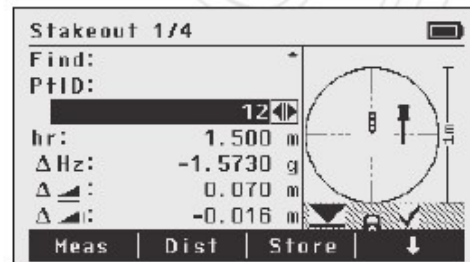 Stakeout 1/4
Find: *
PtID:
12
hr: 1.500 m
ΔHz: -1.5730 g
Δ : 0.070 m
Δ : -0.016 m
1m
Meas Dist Store ↓